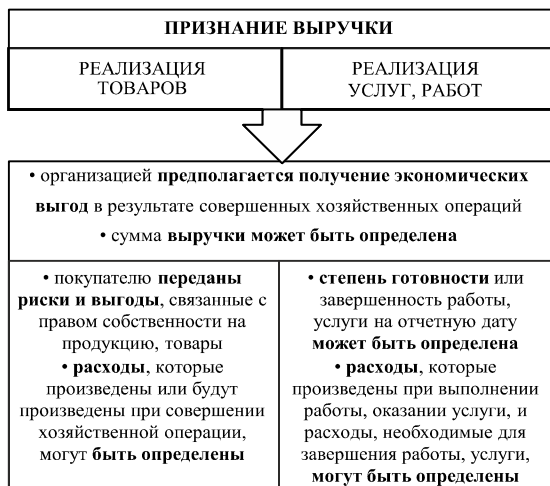 ПРИЗНАНИЕ ВЫРУЧКИ
РЕАЛИЗАЦИЯ
ТОВАРОВ
РЕАЛИЗАЦИЯ
УСЛУГ, РАБОТ
• организацией предполагается получение экономических
выгод в результате совершенных хозяйственных операций
• сумма выручки может быть определена
• покупателю переданы
риски и выгоды, связанные с
правом собственности на
продукцию, товары
• расходы, которые
произведены или будут
произведены при совершении
хозяйственной операции,
могут быть определены
• степень готовности или
завершенность работы,
услуги на отчетную дату
может быть определена
• расходы, которые
произведены при выполнении
работы, оказании услуги, и
расходы, необходимые для
завершения работы, услуги,
могут быть определены